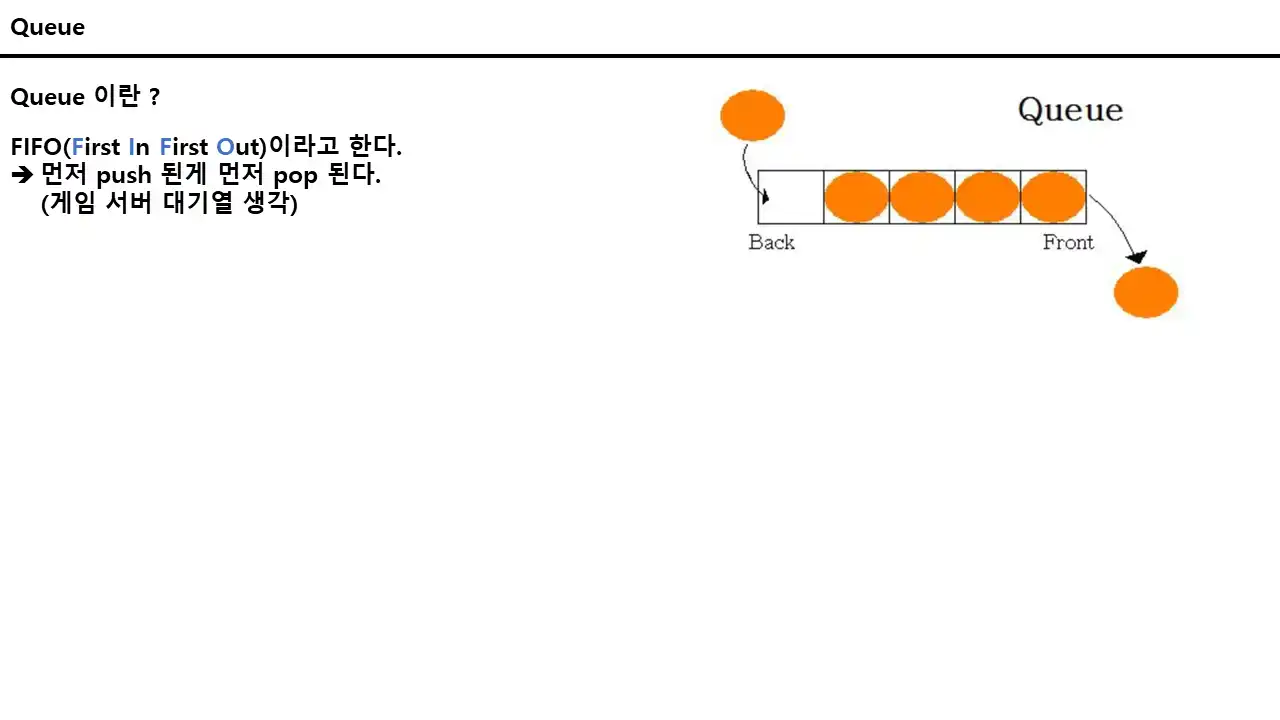 Queue
Queue 이란 ?
FIFO(First In First Out)이라고 한다.
➔ 먼저 push 된게 먼저 pop 된다.
(게임 서버 대기열 생각)
Queue
Back
Front